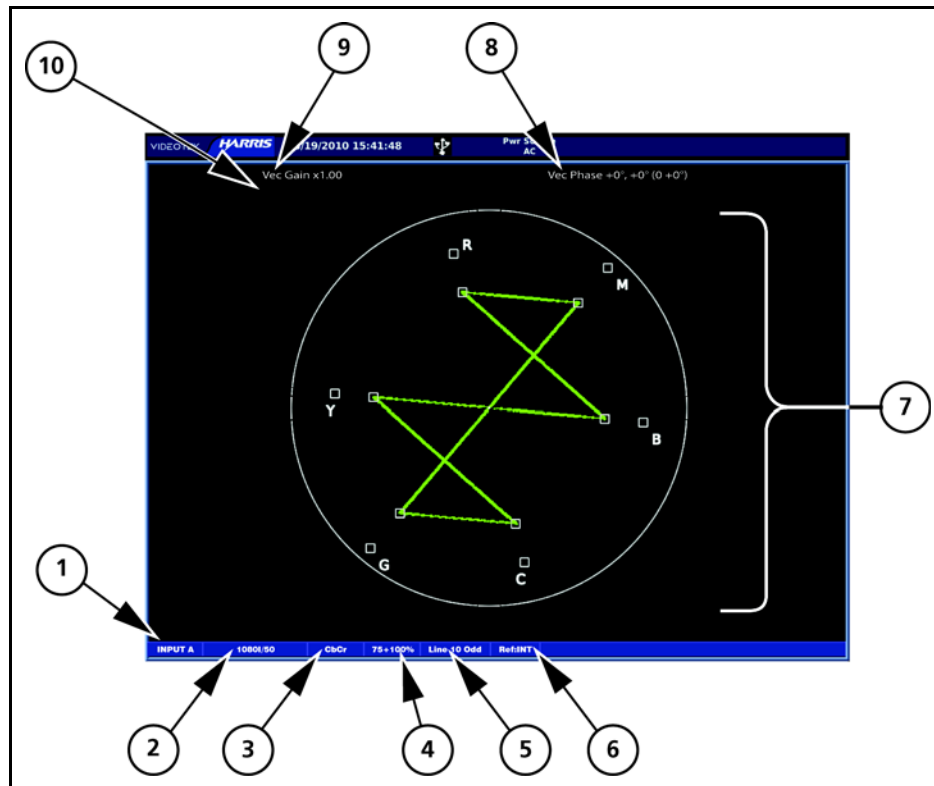 10
9
8
VIDEOTEK HARRIS /19/2010 15:41:48 AC
Vec Gain x1.00
Vec Phase +0°, +0° (0 +0°)
R
M
Y
B
7
G
C
1
INPUT A 1080I/50 CbCr 75+100% Line 10 Odd Ref:INT
2
3
4
5
6